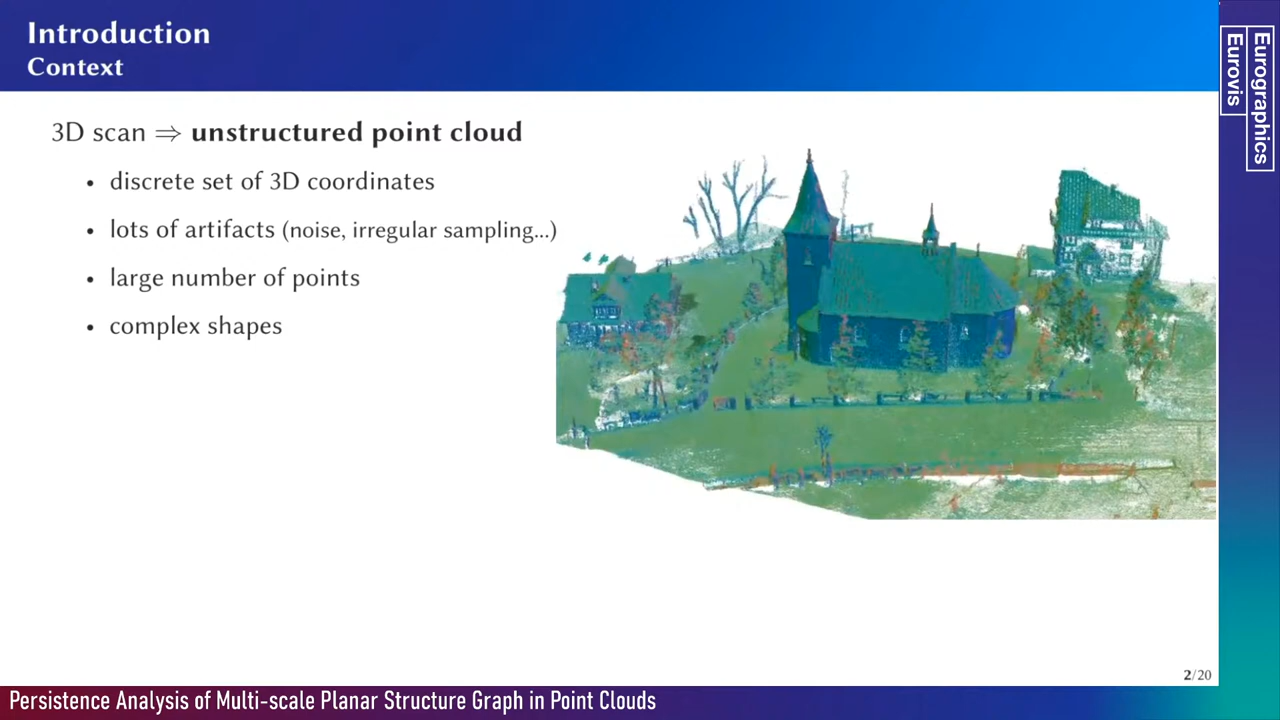 Introduction
Context
3D scan ⇒ unstructured point cloud
• discrete set of 3D coordinates
• lots of artifacts (noise, irregular sampling...)
• large number of points
• complex shapes
2/20
Eurographics
Eurovis
Persistence Analysis of Multi-scale Planar Structure Graph in Point Clouds